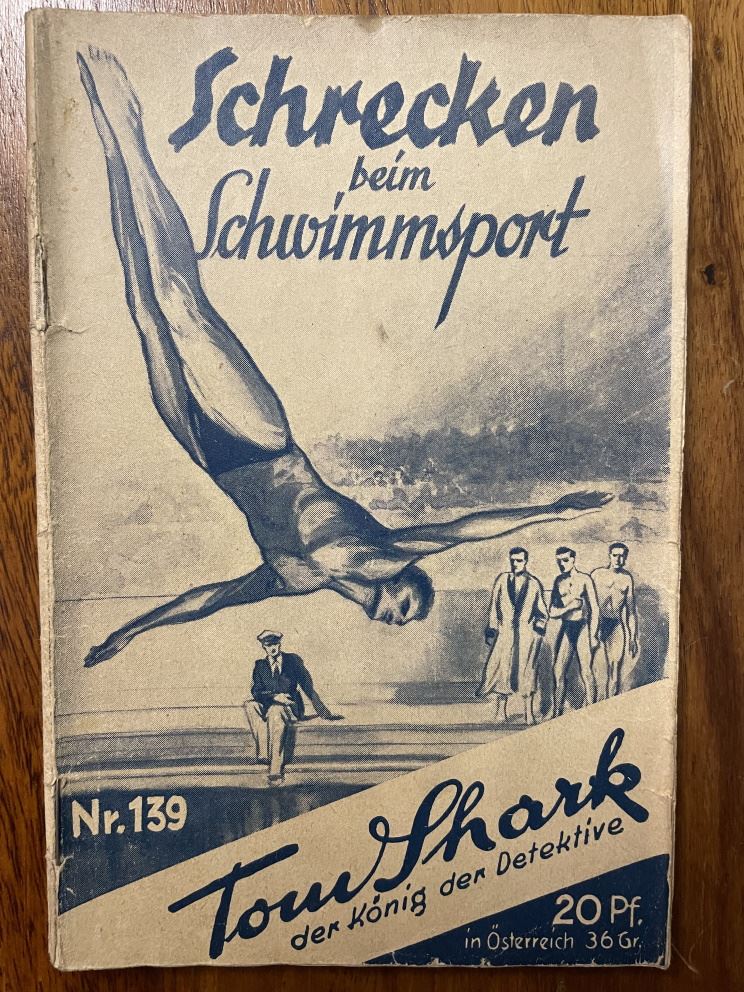 Schrecken
beim
Schwimmsport
Nr. 139
Tom Shark
der König der Detektive
20 Pf.
in Österreich 36 Gr.